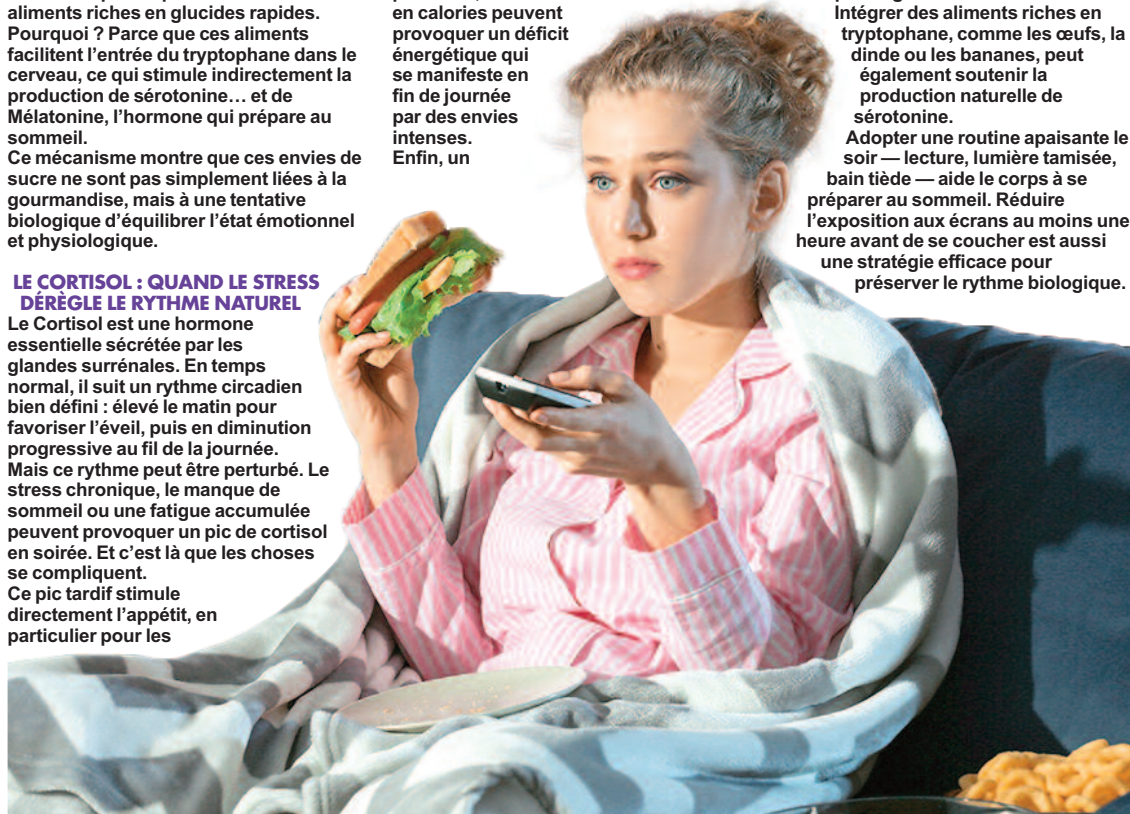 aliments riches en glucides rapides.
Pourquoi ? Parce que ces aliments
facilitent l’entrée du tryptophane dans le
cerveau, ce qui stimule indirectement la
production de sérotonine… et de
Mélatonine, l’hormone qui prépare au
sommeil.
Ce mécanisme montre que ces envies de
sucre ne sont pas simplement liées à la
gourmandise, mais à une tentative
biologique d’équilibrer l’état émotionnel
et physiologique.
LE CORTISOL : QUAND LE STRESS
DÉRÈGLE LE RYTHME NATUREL
Le Cortisol est une hormone
essentielle sécrétée par les
glandes surrénales. En temps
normal, il suit un rythme circadien
bien défini : élevé le matin pour
favoriser l’éveil, puis en diminution
progressive au fil de la journée.
Mais ce rythme peut être perturbé. Le
stress chronique, le manque de
sommeil ou une fatigue accumulée
peuvent provoquer un pic de cortisol
en soirée. Et c’est là que les choses
se compliquent.
Ce pic tardif stimule
directement l’appétit, en
particulier pour les
en calories peuvent
provoquer un déficit
énergétique qui
se manifeste en
fin de journée
par des envies
intenses.
Enfin, un
Intégrer des aliments riches en
tryptophane, comme les œufs, la
dinde ou les bananes, peut
également soutenir la
production naturelle de
sérotonine.
Adopter une routine apaisante le
soir — lecture, lumière tamisée,
bain tiède — aide le corps à se
préparer au sommeil. Réduire
l’exposition aux écrans au moins une
heure avant de se coucher est aussi
une stratégie efficace pour
préserver le rythme biologique.